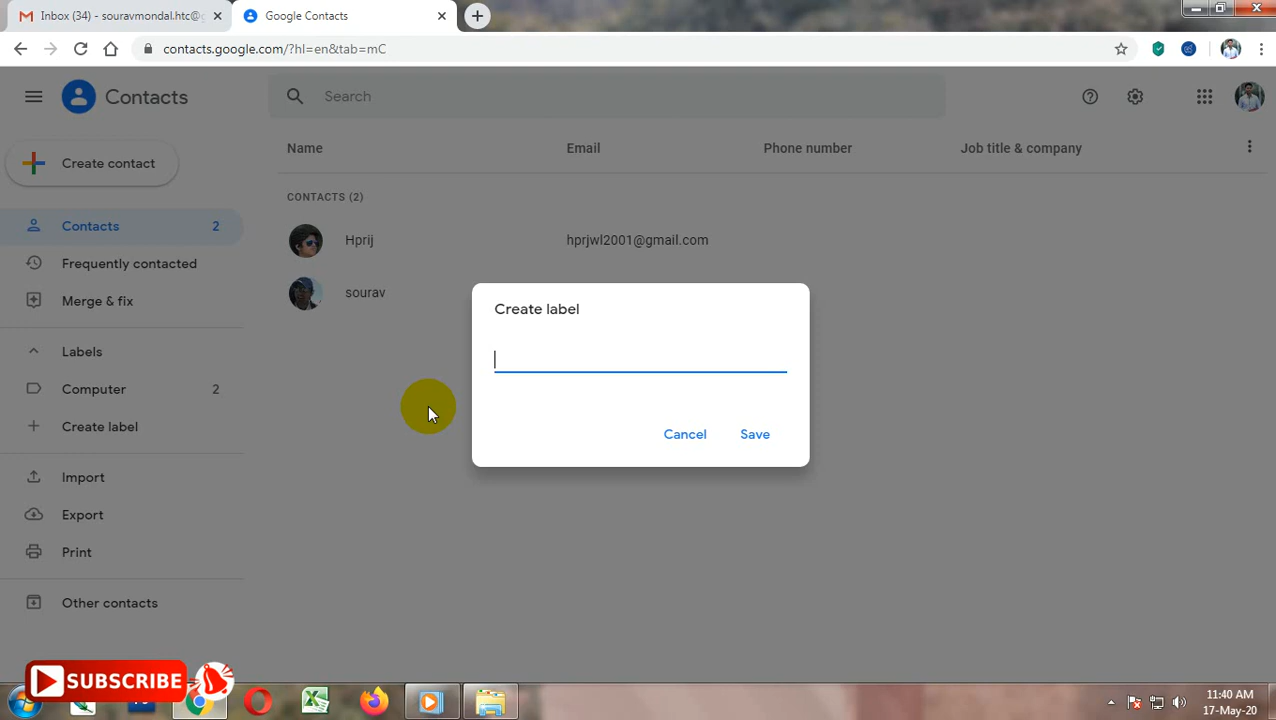 Inbox (34) - souravmondal.htc@g
Google Contacts
contacts.google.com/?hl=en&tab=mC
Contacts
Search
Create contact
Name
Email
Phone number
Job title & company
CONTACTS (2)
Contacts
2
Hprij
hprjwl2001@gmail.com
Frequently contacted
sourav
Merge & fix
Create label
Labels
Computer
2
Create label
Cancel
Save
Import
Export
Print
Other contacts
SUBSCRIBE
11:40 AM
17-May-20